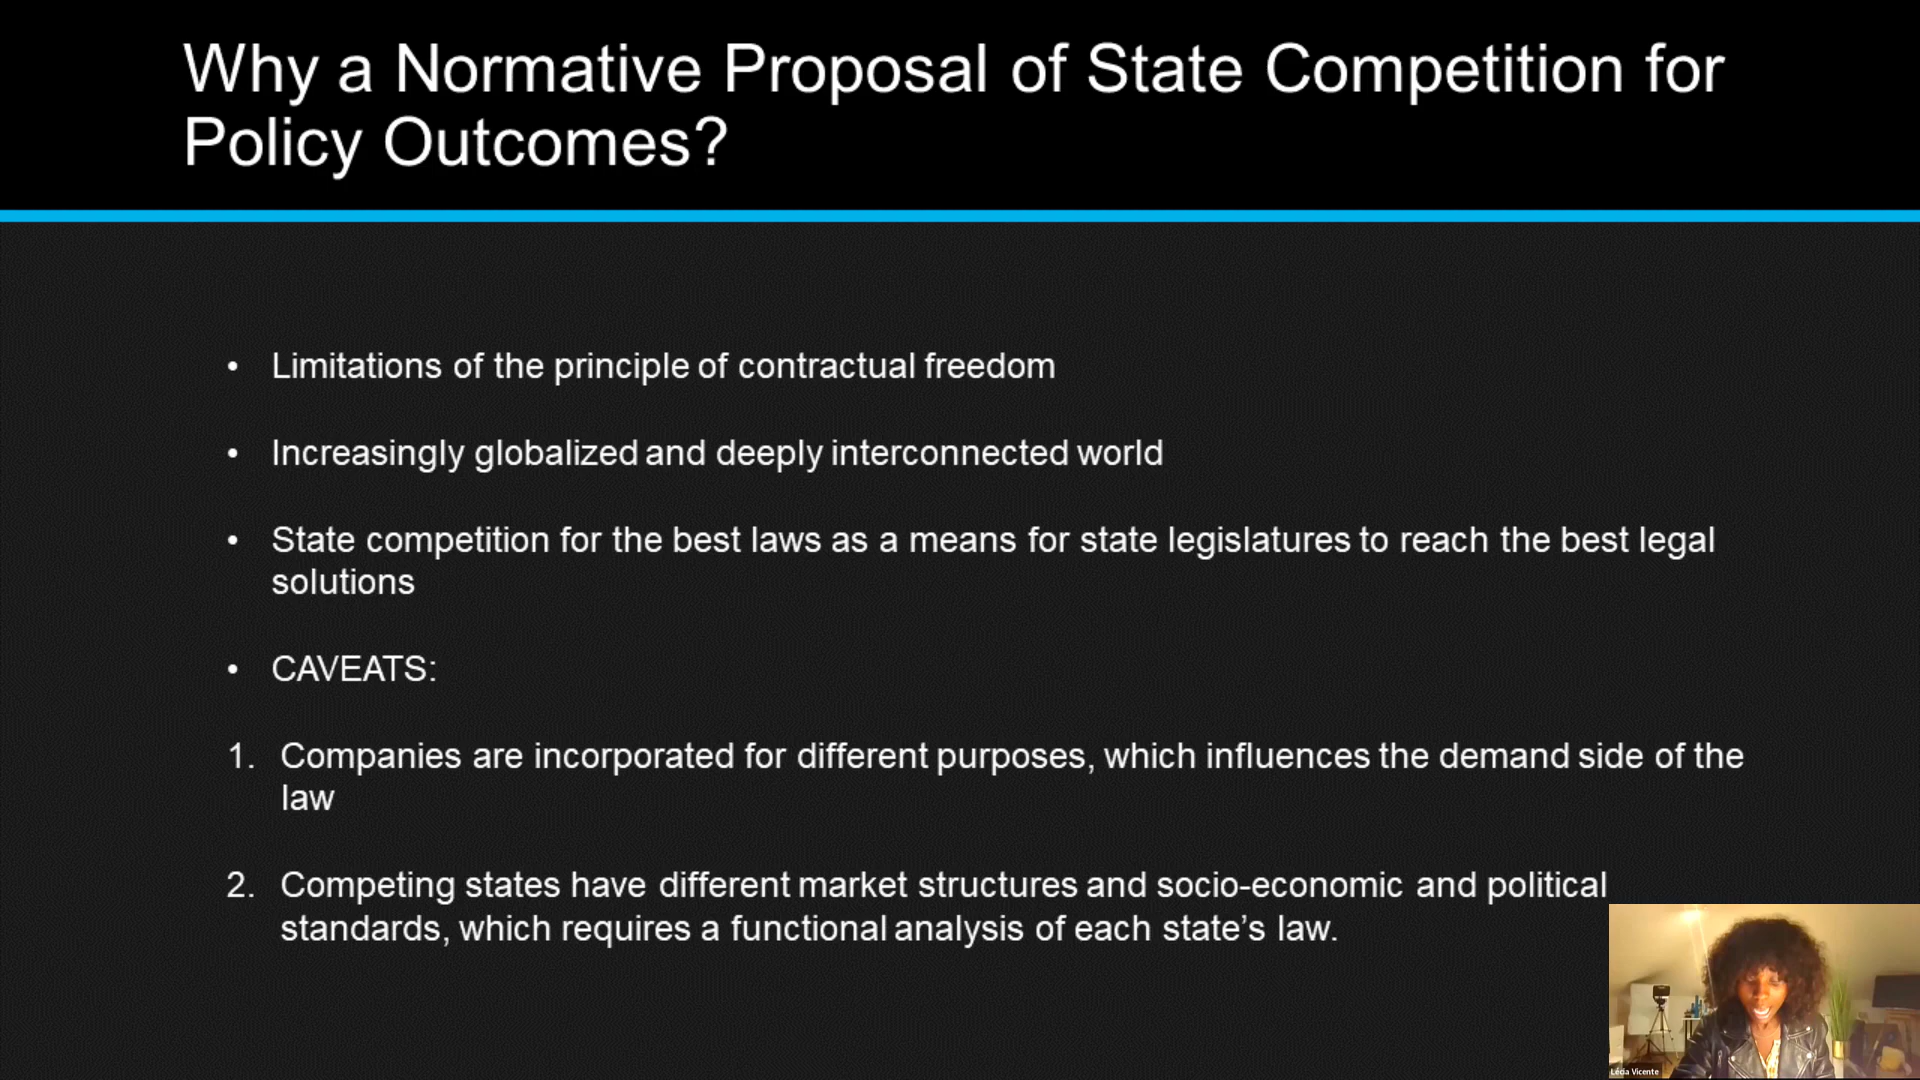 Why a Normative Proposal of State Competition for
Policy Outcomes?
• Limitations of the principle of contractual freedom
• Increasingly globalized and deeply interconnected world
• State competition for the best laws as a means for state legislatures to reach the best legal
solutions
• CAVEATS:
1. Companies are incorporated for different purposes, which influences the demand side of the
law
2. Competing states have different market structures and socio-economic and political
standards, which requires a functional analysis of each state’s law.
Lécia Vicente